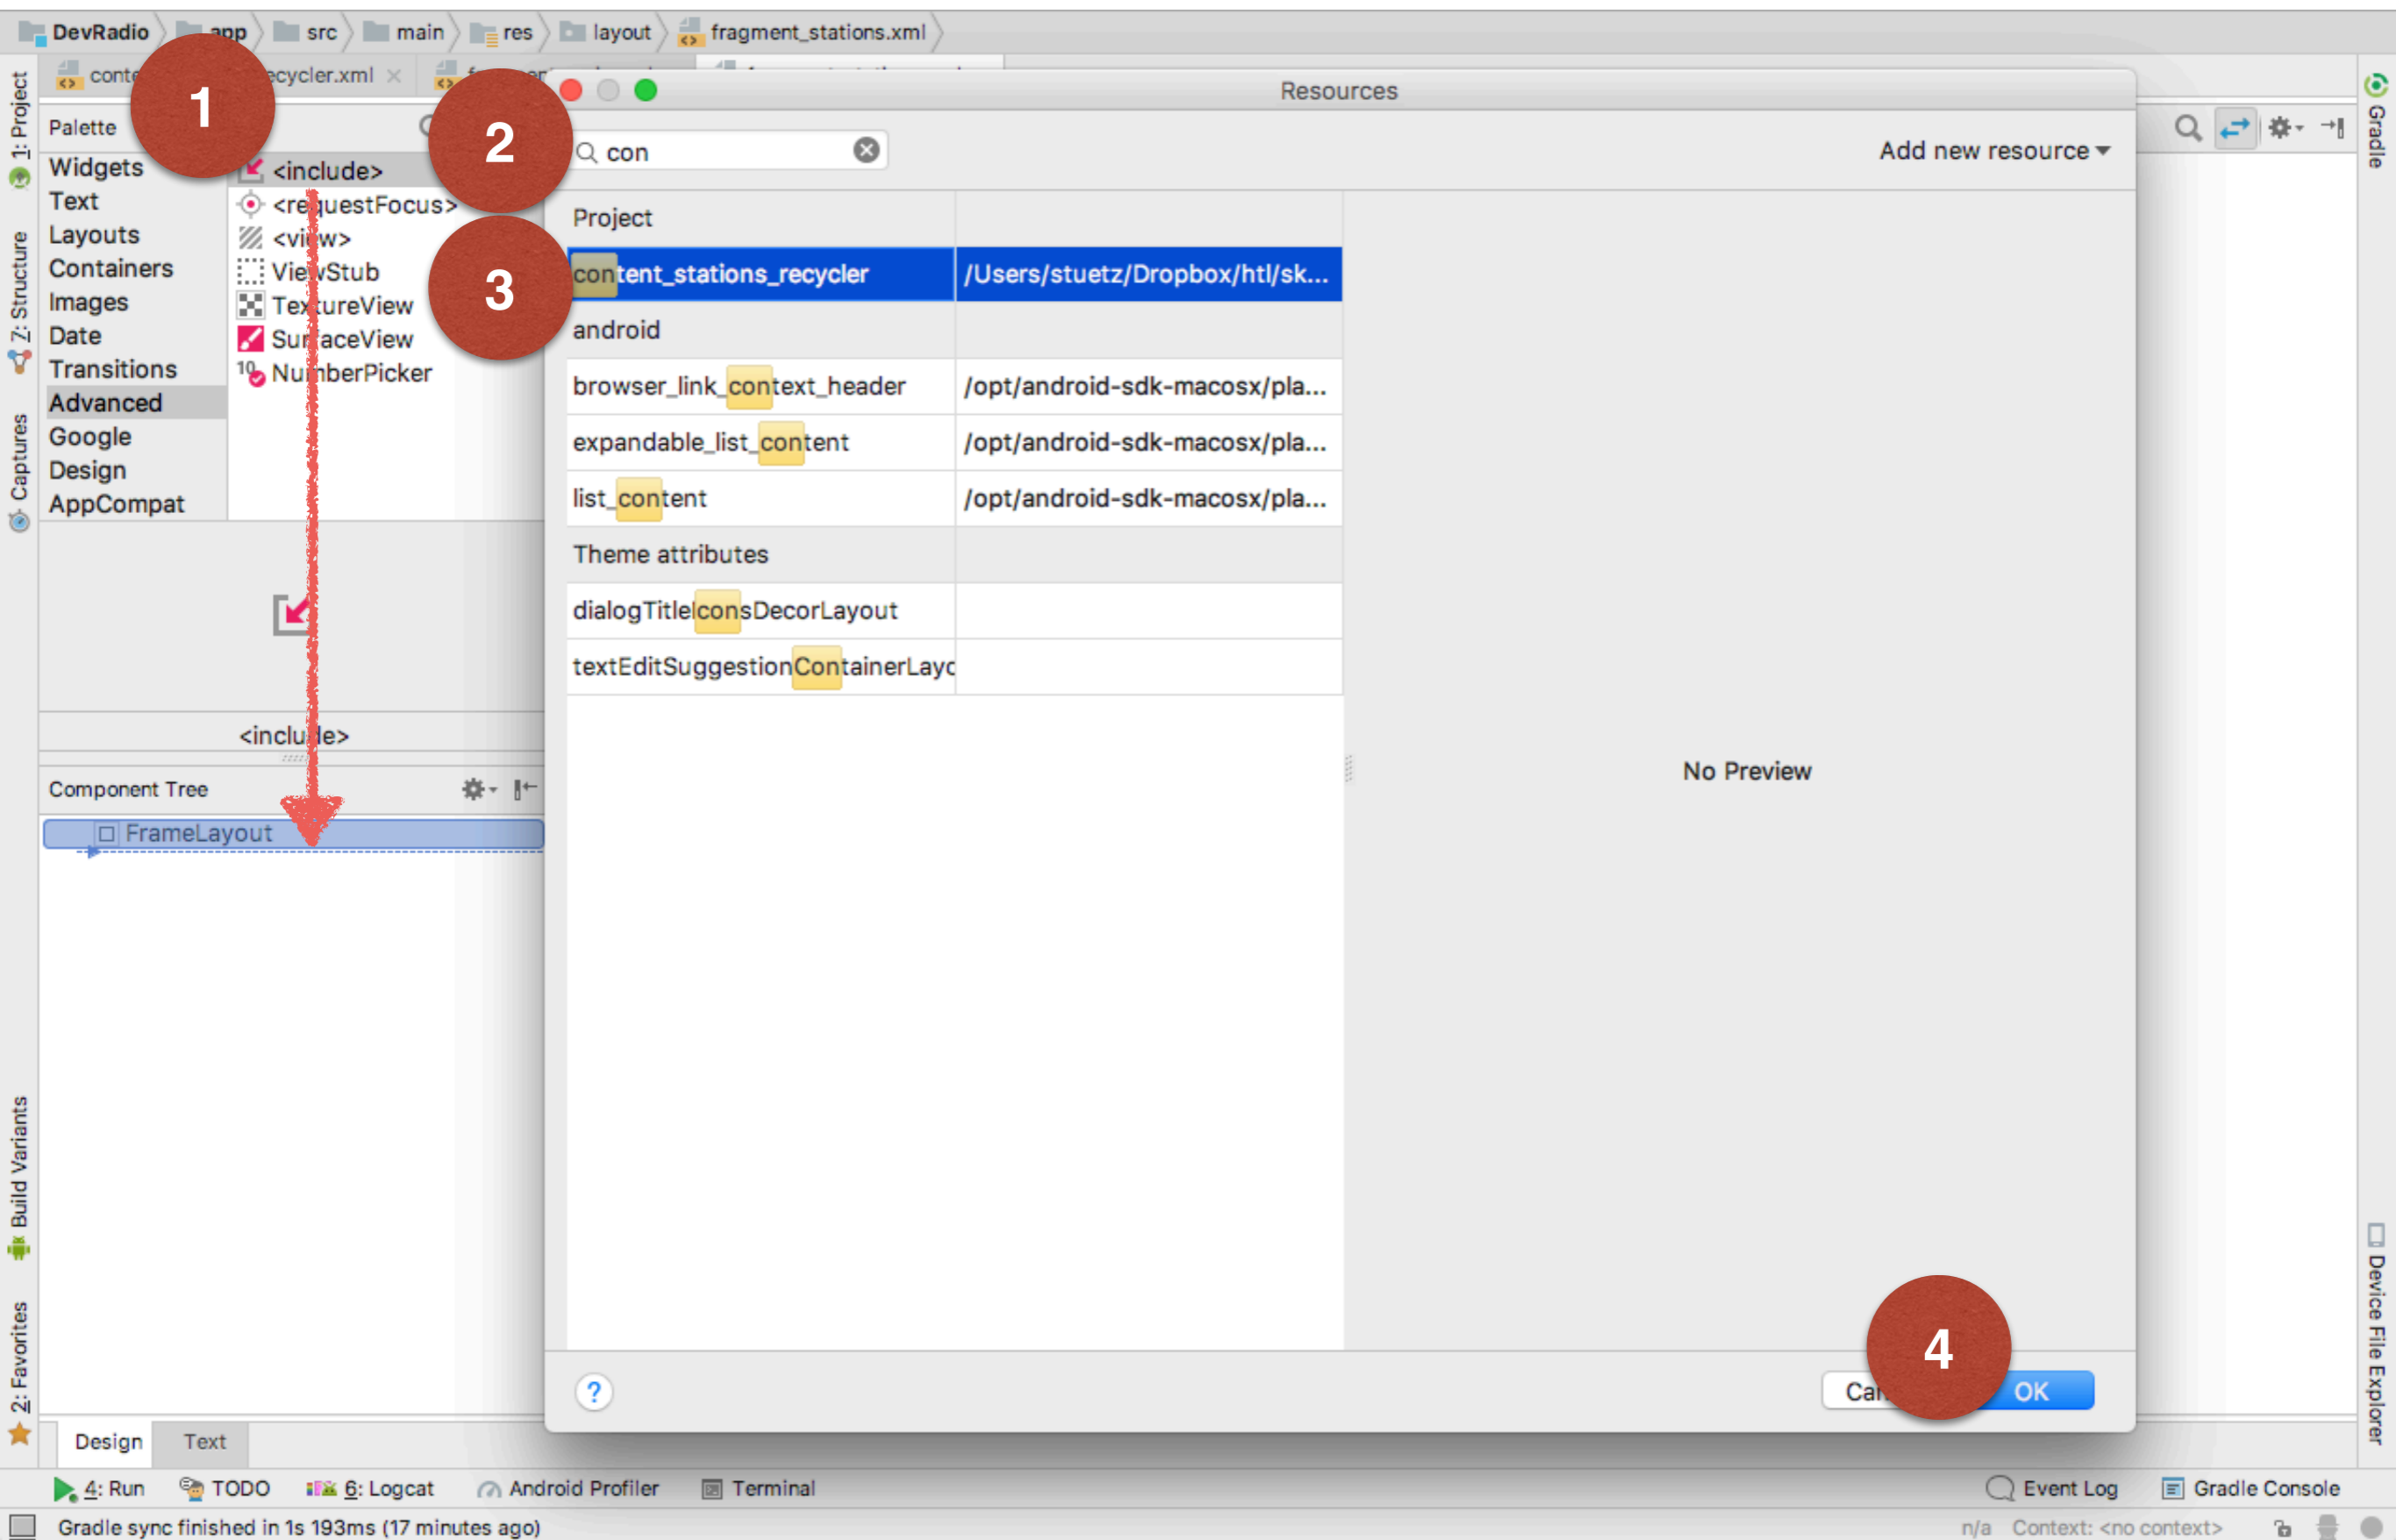 DevRadio app src main res layout fragment_stations.xml
ecycler.xml
1
2
3
4
1: Project
Z: Structure
Captures
Build Variants
2: Favorites
Palette
Widgets
Text
Layouts
Containers
Images
Date
Transitions
Advanced
Google
Design
AppCompat
<include>
<requestFocus>
<view>
ViewStub
TextureView
SurfaceView
NumberPicker
<include>
Component Tree
FrameLayout
Resources
con
Add new resource
Project
content_stations_recycler /Users/stuetz/Dropbox/htl/sk...
android
browser_link_context_header /opt/android-sdk-macosx/pla...
expandable_list_content /opt/android-sdk-macosx/pla...
list_content /opt/android-sdk-macosx/pla...
Theme attributes
dialogTitleIconsDecorLayout
textEditSuggestionContainerLayo
No Preview
?
OK
Gradle
Device File Explorer
Design Text
4: Run TODO 6: Logcat Android Profiler Terminal Event Log Gradle Console
Gradle sync finished in 1s 193ms (17 minutes ago) n/a Context: <no context>